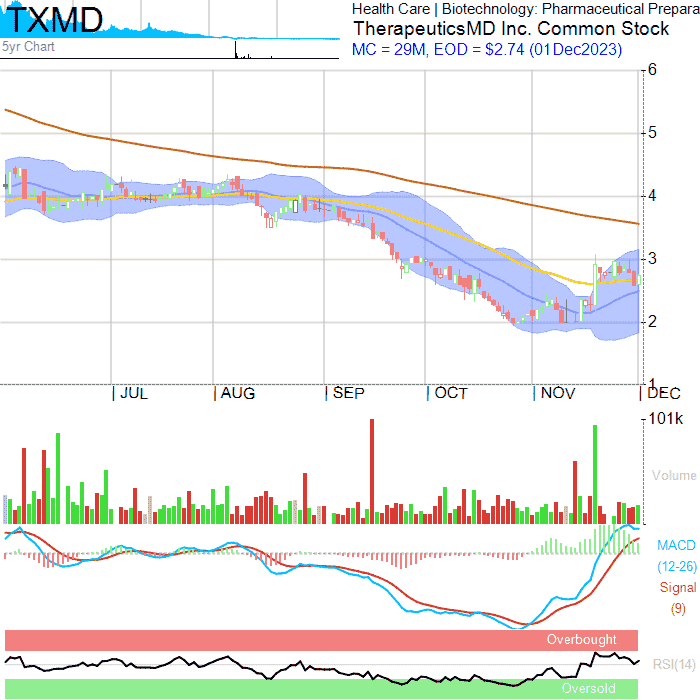 TXMD
5yr Chart
Health Care | Biotechnology: Pharmaceutical Prepara
TherapeuticsMD Inc. Common Stock
MC = 29M, EOD = $2.74 (01Dec2023)
6
5
4
3
2
1
JUL
AUG
SEP
OCT
NOV
DEC
101k
Volume
MACD
(12-26)
Signal
(9)
Overbought
RSI(14)
Oversold